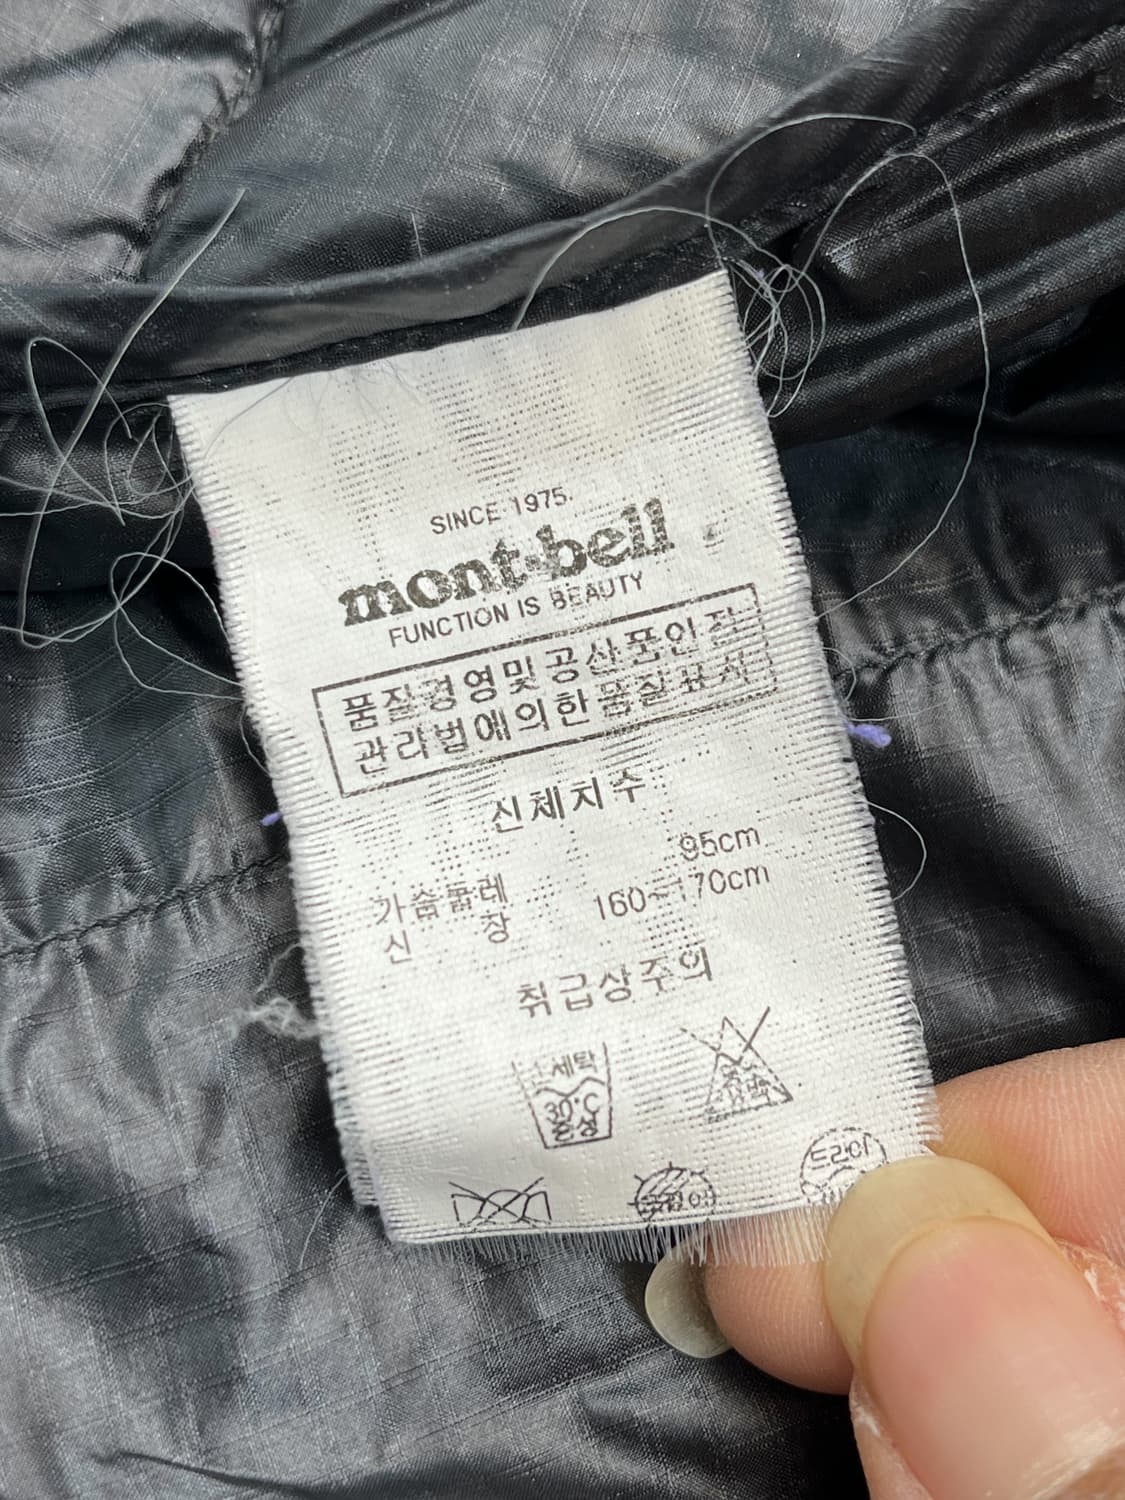 SINCE 1975
mont·bell
FUNCTION IS BEAUTY
품질경영및공산품안전
관리법에의한품질표시
신체치수
가슴둘레 95cm
신 장 160~170cm
취급상주의
손세탁
30°C
중성
드라이